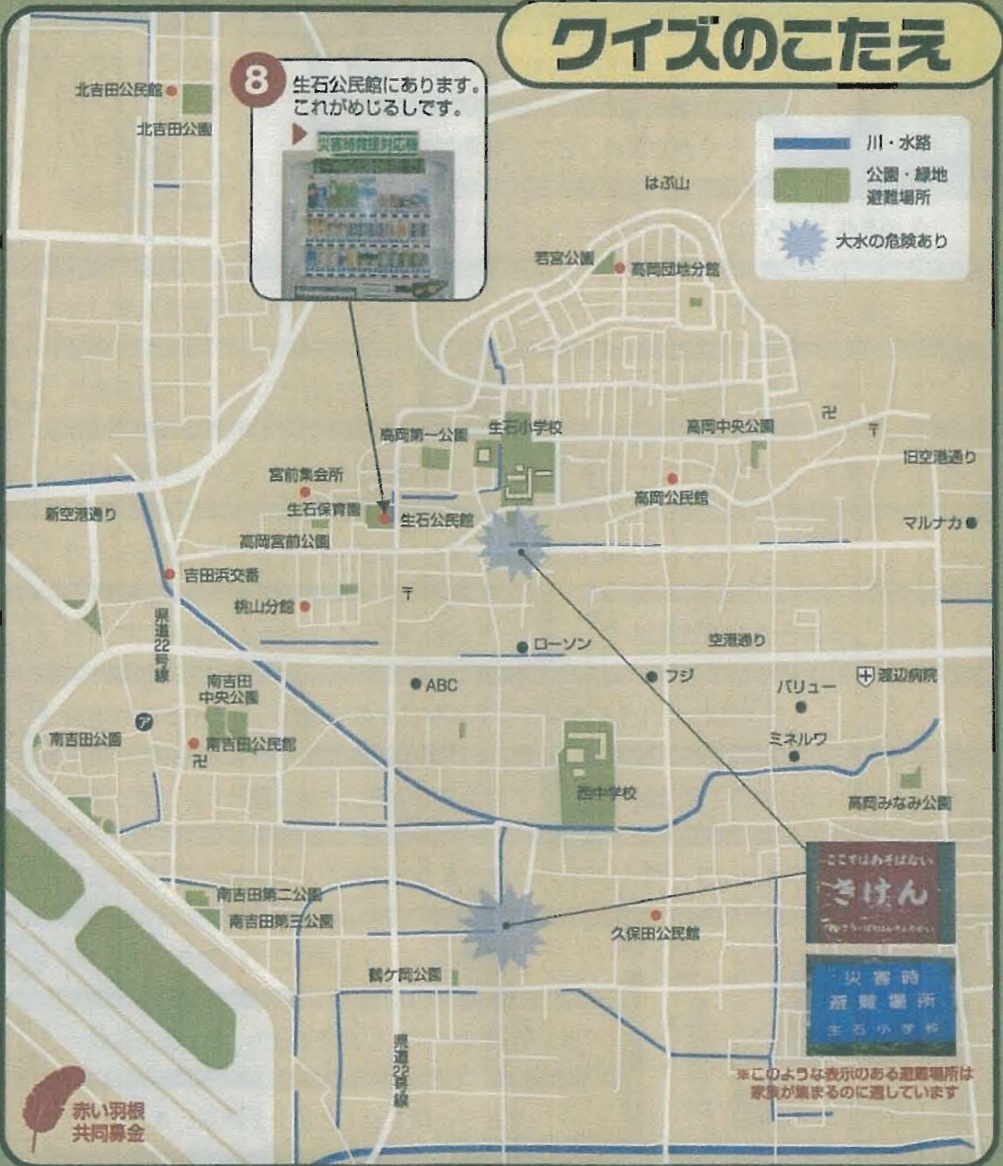 クイズのこたえ
8
生石公民館にあります。
これがめじるしです。
災害時救援対応機
川・水路
公園・緑地
避難場所
大水の危険あり
北吉田公民館
北吉田公園
はぶ山
若宮公園
高岡団地分館
高岡第一公園
生石小学校
高岡中央公園
卍
〒
旧空港通り
宮前集会所
高岡公民館
生石保育園
生石公民館
新空港通り
マルナカ
高岡宮前公園
吉田浜交番
〒
桃山分館
県道22号線
ローソン
空港通り
ABC
フジ
渡辺病院
バリュー
南吉田
中央公園
ア
南吉田公園
南吉田公民館
卍
ミネルワ
西中学校
高岡みなみ公園
ここではあそばない
きけん
南吉田第二公園
南吉田第三公園
久保田公民館
鶴ケ岡公園
災害時
避難場所
生石小学校
県道22号線
※このような表示のある避難場所は
家族が集まるのに適しています
赤い羽根
共同募金